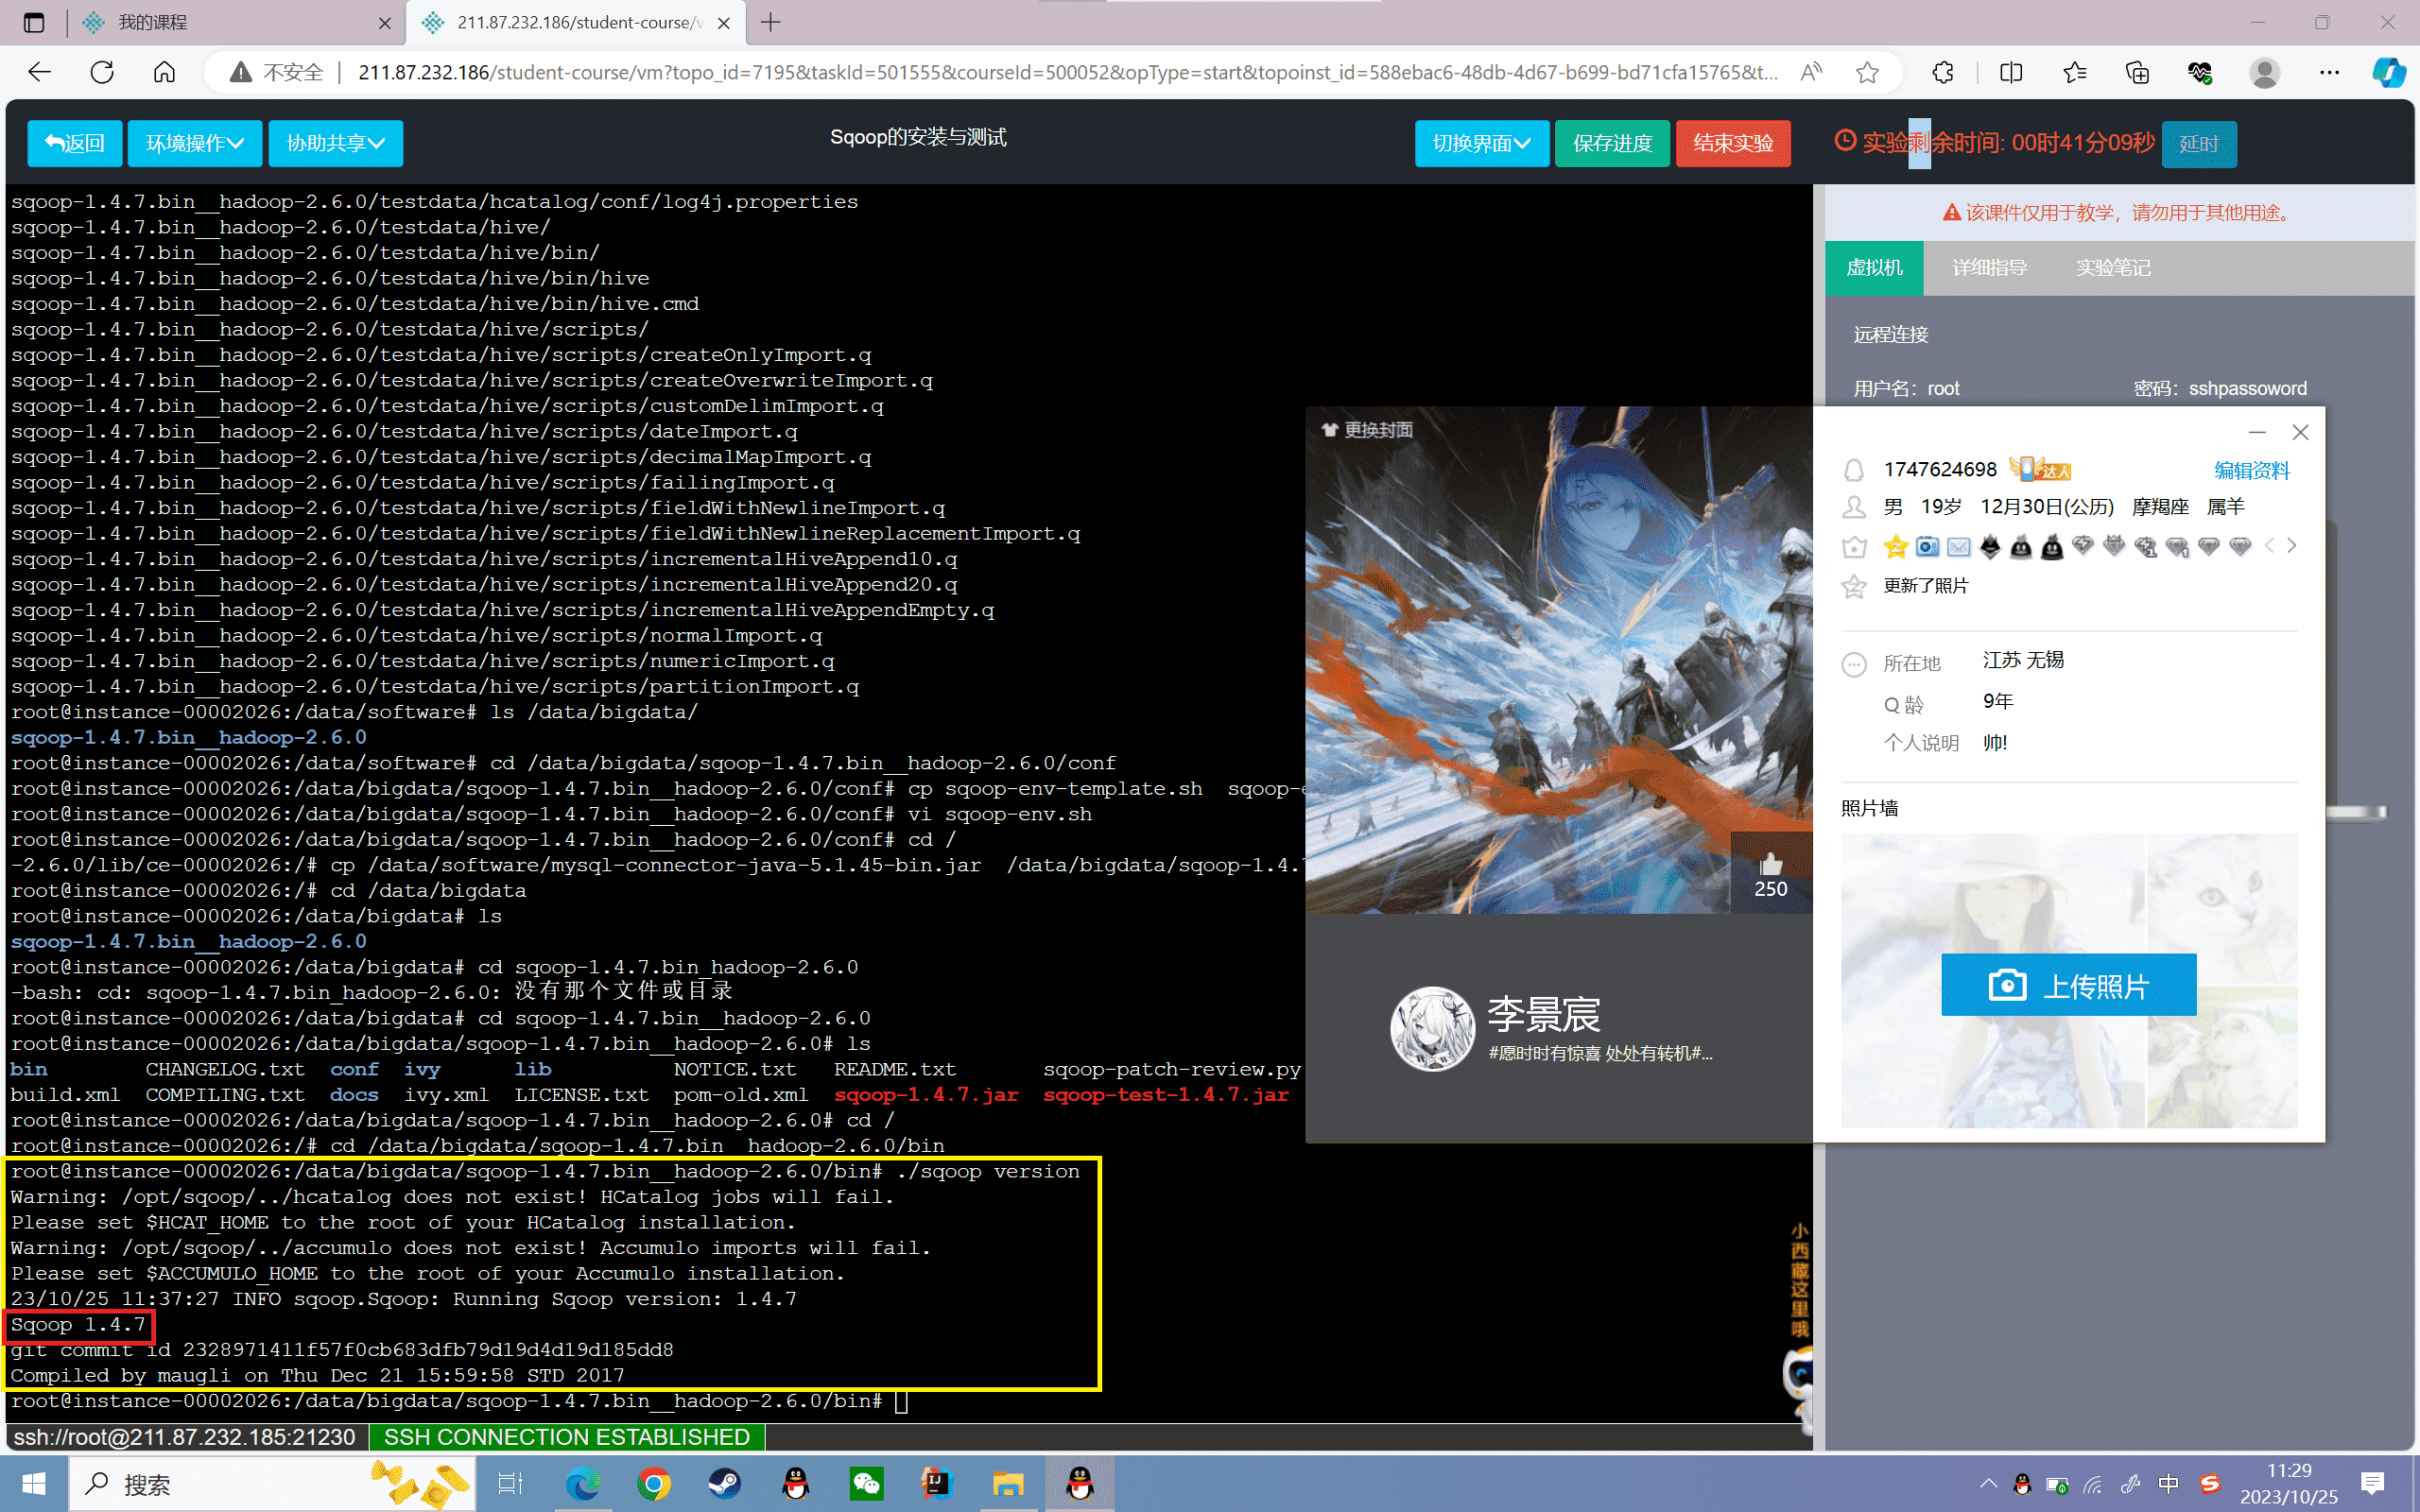 我的课程
211.87.232.186/student-course/v
不安全
211.87.232.186/student-course/vm?topo_id=7195&taskId=501555&courseId=500052&opType=start&topoinst_id=588ebac6-48db-4d67-b699-bd71cfa15765&t...
返回
环境操作
协助共享
Sqoop的安装与测试
切换界面
保存进度
结束实验
实验剩余时间: 00时41分09秒
延时
sqoop-1.4.7.bin__hadoop-2.6.0/testdata/hcatalog/conf/log4j.properties
sqoop-1.4.7.bin__hadoop-2.6.0/testdata/hive/
sqoop-1.4.7.bin__hadoop-2.6.0/testdata/hive/bin/
sqoop-1.4.7.bin__hadoop-2.6.0/testdata/hive/bin/hive
sqoop-1.4.7.bin__hadoop-2.6.0/testdata/hive/bin/hive.cmd
sqoop-1.4.7.bin__hadoop-2.6.0/testdata/hive/scripts/
sqoop-1.4.7.bin__hadoop-2.6.0/testdata/hive/scripts/createOnlyImport.q
sqoop-1.4.7.bin__hadoop-2.6.0/testdata/hive/scripts/createOverwriteImport.q
sqoop-1.4.7.bin__hadoop-2.6.0/testdata/hive/scripts/customDelimImport.q
sqoop-1.4.7.bin__hadoop-2.6.0/testdata/hive/scripts/dateImport.q
sqoop-1.4.7.bin__hadoop-2.6.0/testdata/hive/scripts/decimalMapImport.q
sqoop-1.4.7.bin__hadoop-2.6.0/testdata/hive/scripts/failingImport.q
sqoop-1.4.7.bin__hadoop-2.6.0/testdata/hive/scripts/fieldWithNewlineImport.q
sqoop-1.4.7.bin__hadoop-2.6.0/testdata/hive/scripts/fieldWithNewlineReplacementImport.q
sqoop-1.4.7.bin__hadoop-2.6.0/testdata/hive/scripts/incrementalHiveAppend10.q
sqoop-1.4.7.bin__hadoop-2.6.0/testdata/hive/scripts/incrementalHiveAppend20.q
sqoop-1.4.7.bin__hadoop-2.6.0/testdata/hive/scripts/incrementalHiveAppendEmpty.q
sqoop-1.4.7.bin__hadoop-2.6.0/testdata/hive/scripts/normalImport.q
sqoop-1.4.7.bin__hadoop-2.6.0/testdata/hive/scripts/numericImport.q
sqoop-1.4.7.bin__hadoop-2.6.0/testdata/hive/scripts/partitionImport.q
root@instance-00002026:/data/software# ls /data/bigdata/
sqoop-1.4.7.bin__hadoop-2.6.0
root@instance-00002026:/data/software# cd /data/bigdata/sqoop-1.4.7.bin__hadoop-2.6.0/conf
root@instance-00002026:/data/bigdata/sqoop-1.4.7.bin__hadoop-2.6.0/conf# cp sqoop-env-template.sh  sqoop-e
root@instance-00002026:/data/bigdata/sqoop-1.4.7.bin__hadoop-2.6.0/conf# vi sqoop-env.sh
root@instance-00002026:/data/bigdata/sqoop-1.4.7.bin__hadoop-2.6.0/conf# cd /
-2.6.0/lib/ce-00002026:/# cp /data/software/mysql-connector-java-5.1.45-bin.jar  /data/bigdata/sqoop-1.4.7
root@instance-00002026:/# cd /data/bigdata
root@instance-00002026:/data/bigdata# ls
sqoop-1.4.7.bin__hadoop-2.6.0
root@instance-00002026:/data/bigdata# cd sqoop-1.4.7.bin_hadoop-2.6.0
-bash: cd: sqoop-1.4.7.bin_hadoop-2.6.0: 没有那个文件或目录
root@instance-00002026:/data/bigdata# cd sqoop-1.4.7.bin__hadoop-2.6.0
root@instance-00002026:/data/bigdata/sqoop-1.4.7.bin__hadoop-2.6.0# ls
bin CHANGELOG.txt conf ivy lib NOTICE.txt README.txt sqoop-patch-review.py
build.xml COMPILING.txt docs ivy.xml LICENSE.txt pom-old.xml sqoop-1.4.7.jar sqoop-test-1.4.7.jar
root@instance-00002026:/data/bigdata/sqoop-1.4.7.bin__hadoop-2.6.0# cd /
root@instance-00002026:/# cd /data/bigdata/sqoop-1.4.7.bin__hadoop-2.6.0/bin
root@instance-00002026:/data/bigdata/sqoop-1.4.7.bin__hadoop-2.6.0/bin# ./sqoop version
Warning: /opt/sqoop/../hcatalog does not exist! HCatalog jobs will fail.
Please set $HCAT_HOME to the root of your HCatalog installation.
Warning: /opt/sqoop/../accumulo does not exist! Accumulo imports will fail.
Please set $ACCUMULO_HOME to the root of your Accumulo installation.
23/10/25 11:37:27 INFO sqoop.Sqoop: Running Sqoop version: 1.4.7
Sqoop 1.4.7
git commit id 2328971411f57f0cb683dfb79d19d4d19d185dd8
Compiled by maugli on Thu Dec 21 15:59:58 STD 2017
root@instance-00002026:/data/bigdata/sqoop-1.4.7.bin__hadoop-2.6.0/bin#
ssh://root@211.87.232.185:21230
SSH CONNECTION ESTABLISHED
该课件仅用于教学，请勿用于其他用途。
虚拟机
详细指导
实验笔记
远程连接
用户名：root
密码：sshpassoword
更换封面
250
李景宸
#愿时时有惊喜 处处有转机#...
1747624698
达人
编辑资料
男 19岁 12月30日(公历) 摩羯座 属羊
更新了照片
所在地 江苏 无锡
Q 龄 9年
个人说明 帅!
照片墙
上传照片
小西藏这里哦
搜索
中
11:29
2023/10/25